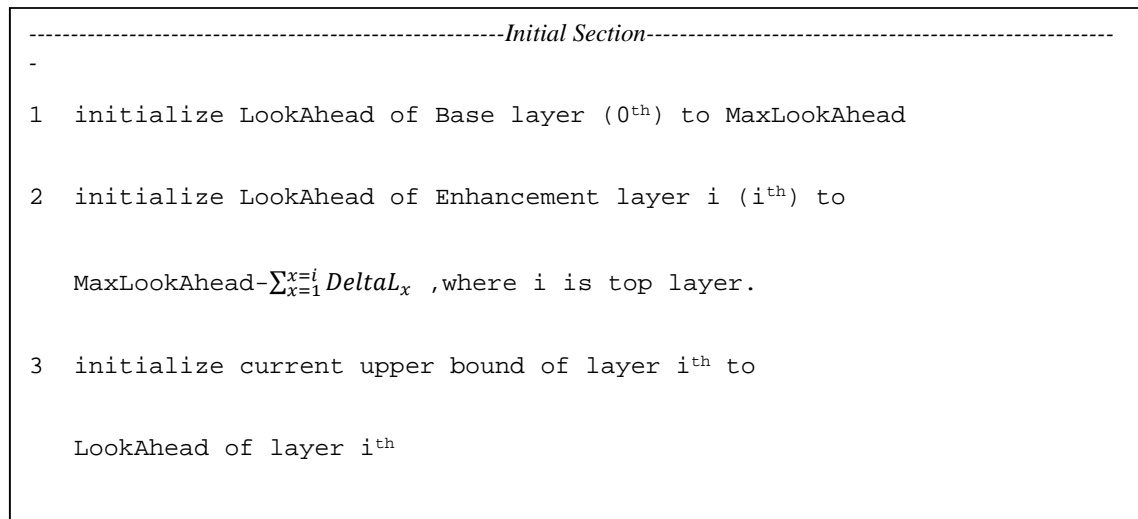 ---------------------------------------------------------Initial Section--------------------------------------------------------
-
1 initialize LookAhead of Base layer (0th) to MaxLookAhead
2 initialize LookAhead of Enhancement layer i (ith) to
MaxLookAhead-∑_{x=1}^{x=i} DeltaL_x ,where i is top layer.
3 initialize current upper bound of layer ith to
LookAhead of layer ith